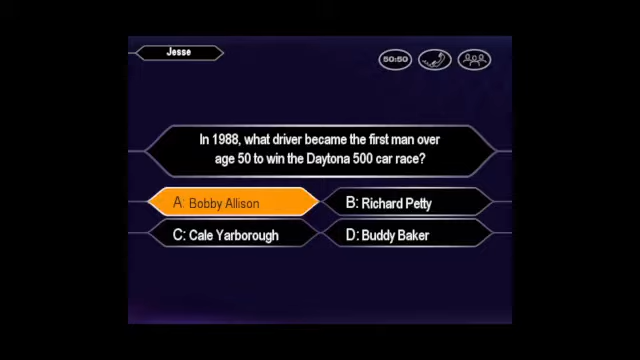 Jesse
50:50
In 1988, what driver became the first man over
age 50 to win the Daytona 500 car race?
A: Bobby Allison
B: Richard Petty
C: Cale Yarborough
D: Buddy Baker